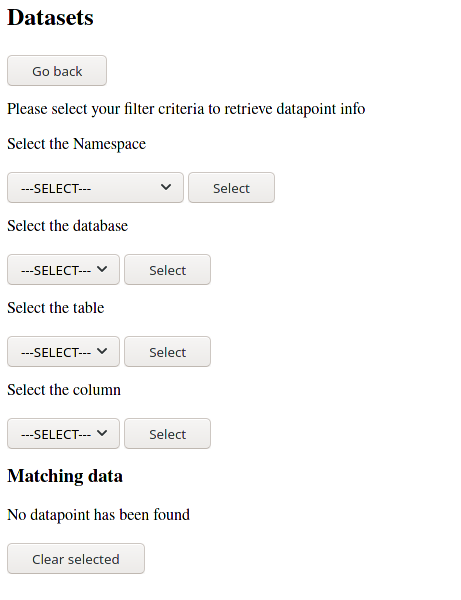 Datasets
Go back
Please select your filter criteria to retrieve datapoint info
Select the Namespace
---SELECT--- Select
Select the database
---SELECT--- Select
Select the table
---SELECT--- Select
Select the column
---SELECT--- Select
Matching data
No datapoint has been found
Clear selected